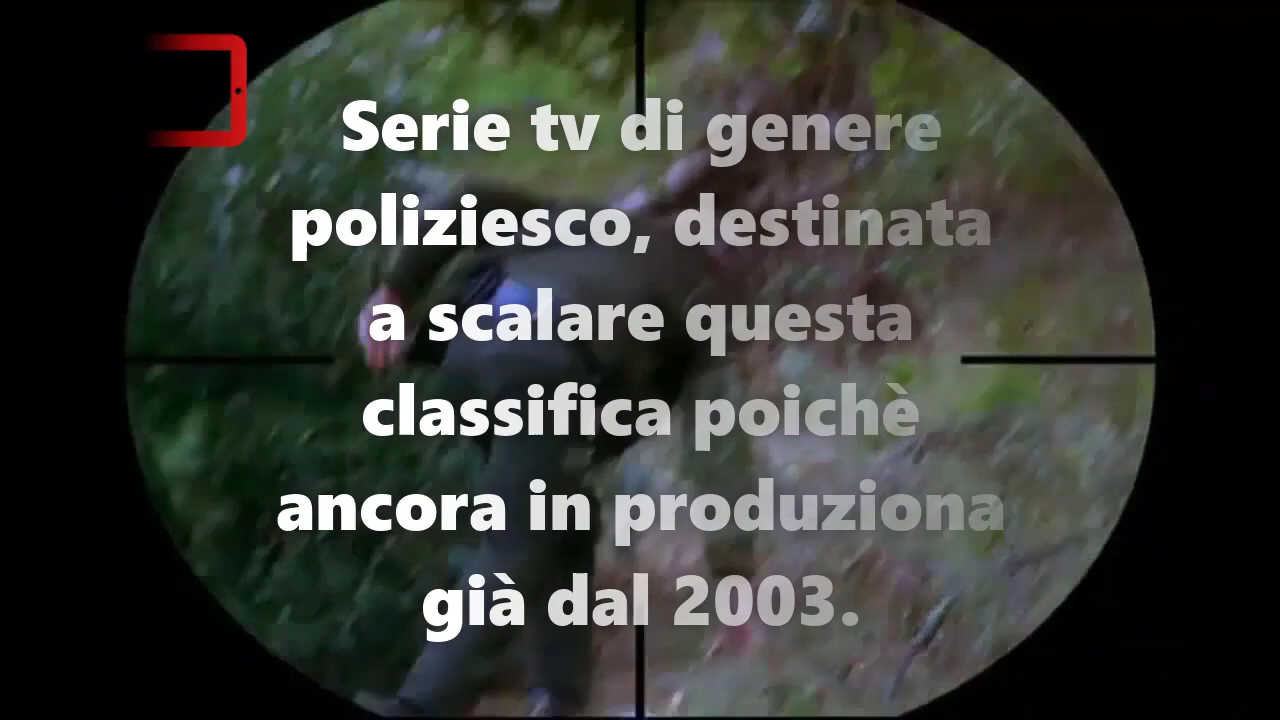 Serie tv di genere
poliziesco, destinata
a scalare questa
classifica poichè
ancora in produziona
già dal 2003.